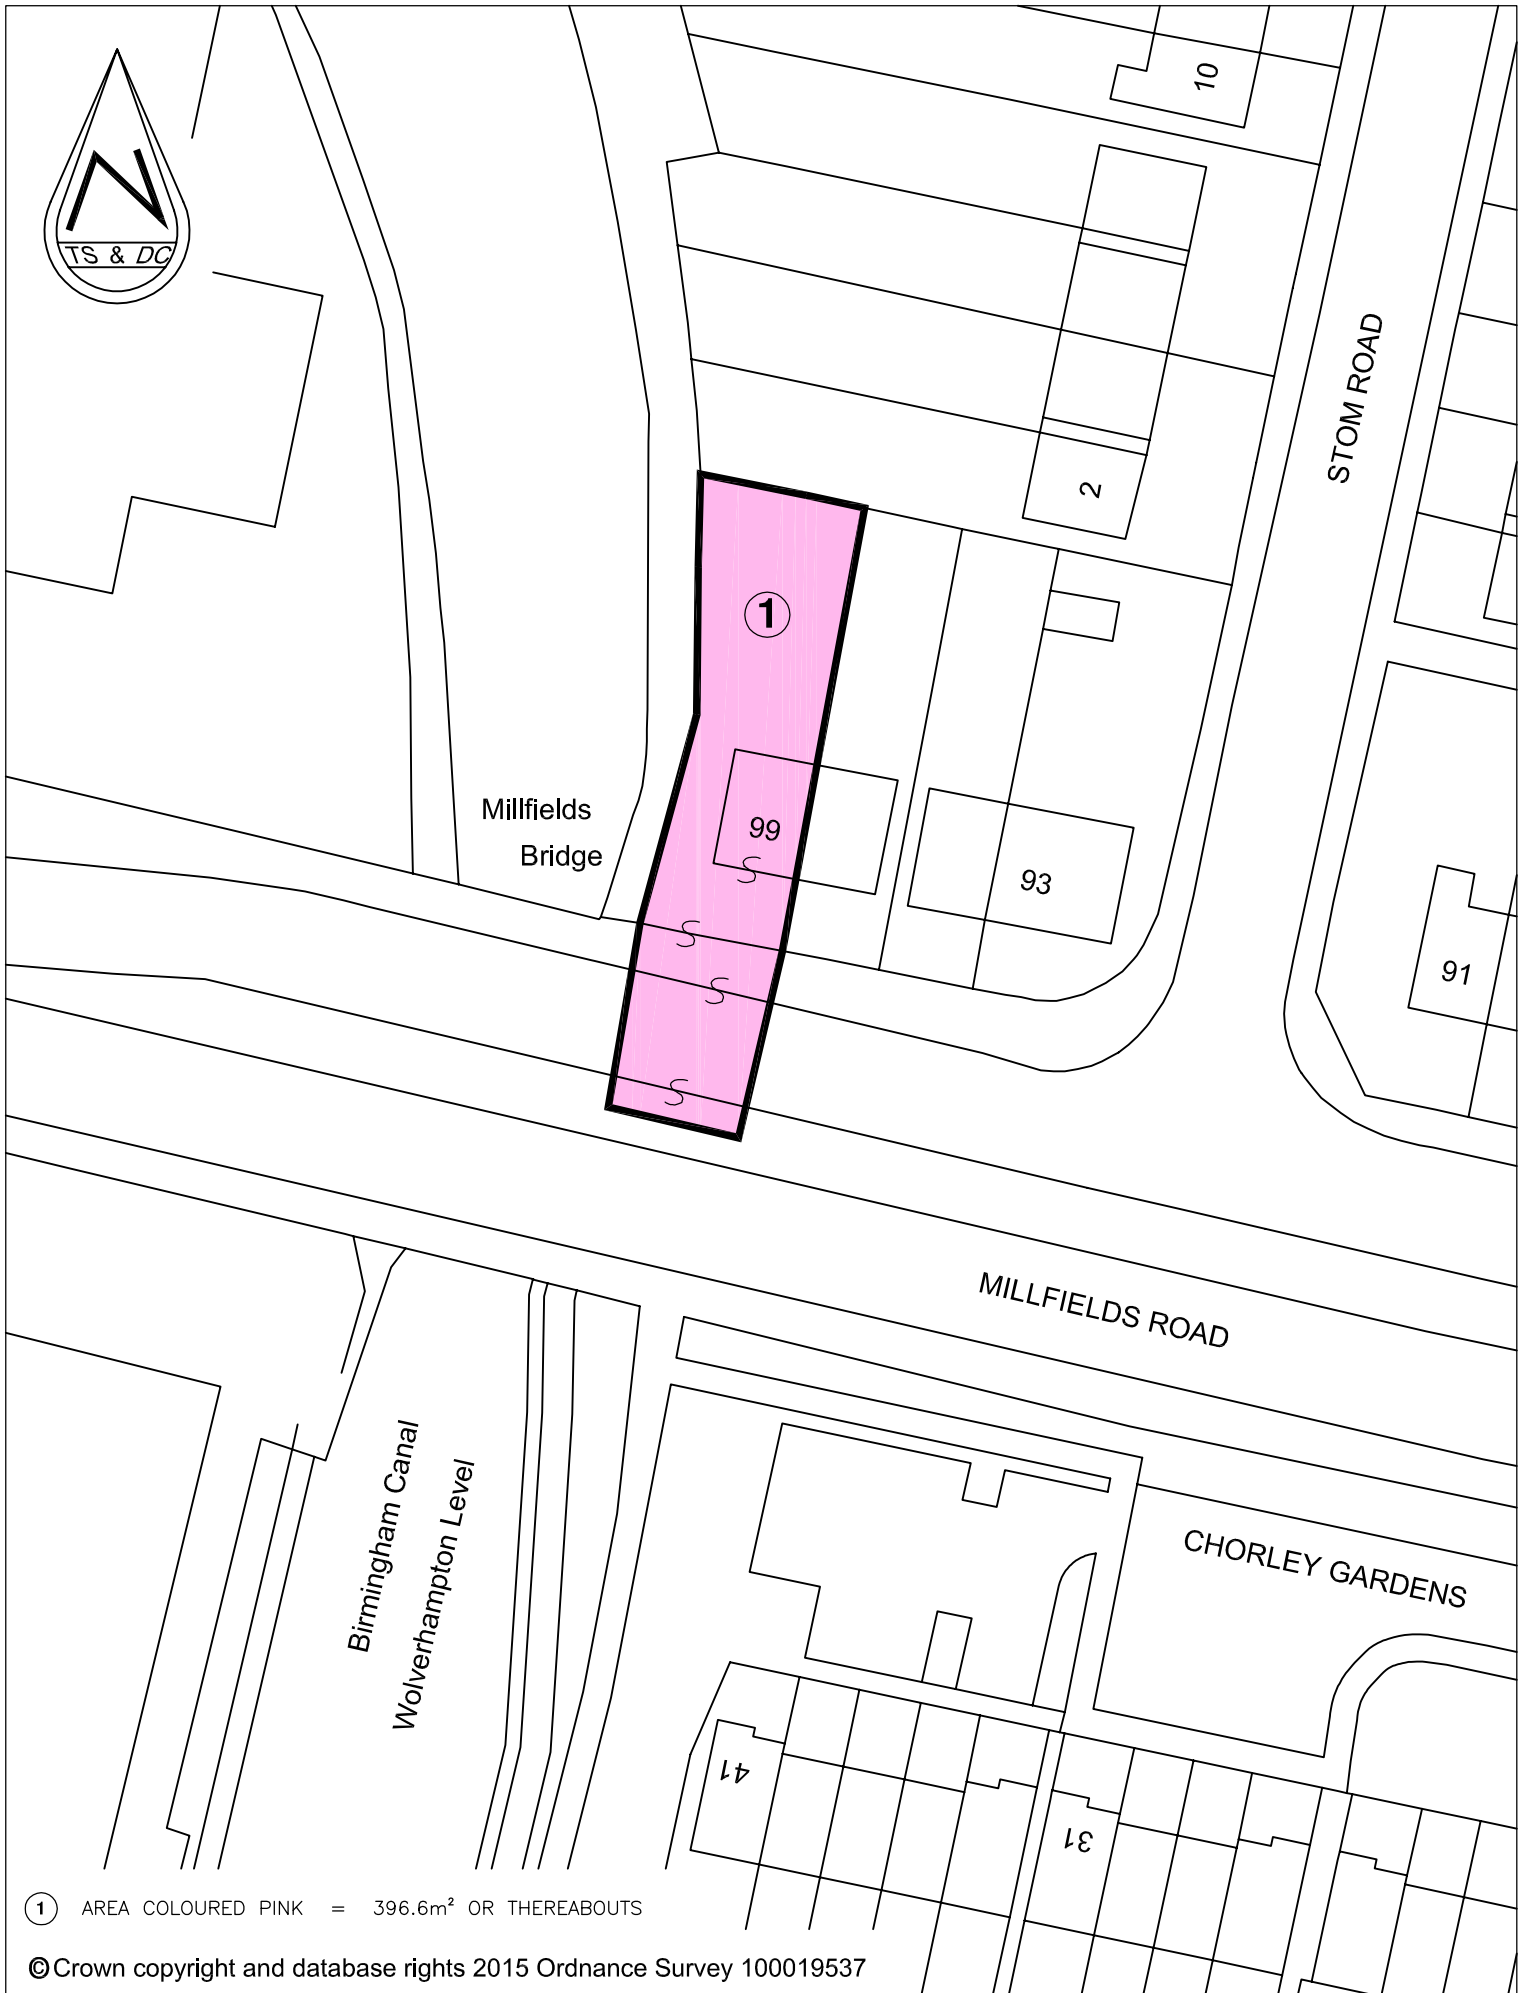 10
N
TS & DC
STOM ROAD
2
1
Millfields
Bridge
99
S
93
S
91
S
S
MILLFIELDS ROAD
Birmingham Canal
Wolverhampton Level
CHORLEY GARDENS
41
31
1 AREA COLOURED PINK = 396.6m² OR THEREABOUTS
© Crown copyright and database rights 2015 Ordnance Survey 100019537